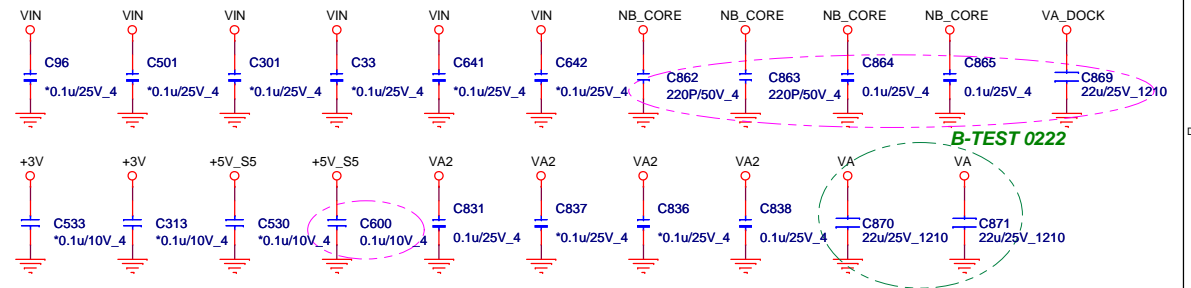 VIN VIN VIN VIN VIN VIN NB_CORE NB_CORE NB_CORE NB_CORE VA_DOCK
C96 C501 C301 C33 C641 C642 C862 C863 C864 C865 C869
*0.1u/25V_4 *0.1u/25V_4 *0.1u/25V_4 *0.1u/25V_4 *0.1u/25V_4 *0.1u/25V_4 220P/50V_4 220P/50V_4 0.1u/25V_4 0.1u/25V_4 22u/25V_1210
B-TEST 0222
+3V +3V +5V_S5 +5V_S5 VA2 VA2 VA2 VA2 VA VA
C533 C313 C530 C600 C831 C837 C836 C838 C870 C871
*0.1u/10V_4 *0.1u/10V_4 *0.1u/10V_4 0.1u/10V_4 0.1u/25V_4 *0.1u/25V_4 *0.1u/25V_4 0.1u/25V_4 22u/25V_1210 22u/25V_1210
D